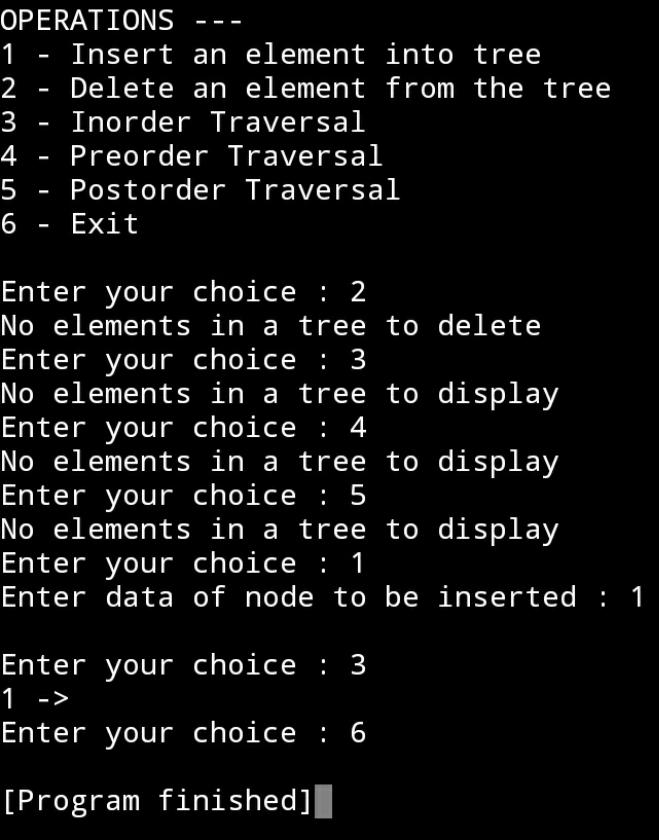 OPERATIONS ---
1 - Insert an element into tree
2 - Delete an element from the tree
3 - Inorder Traversal
4 - Preorder Traversal
5 - Postorder Traversal
6 - Exit
Enter your choice : 2
No elements in a tree to delete
Enter your choice : 3
No elements in a tree to display
Enter your choice : 4
No elements in a tree to display
Enter your choice : 5
No elements in a tree to display
Enter your choice : 1
Enter data of node to be inserted : 1
Enter your choice : 3
1 ->
Enter your choice : 6
[Program finished]